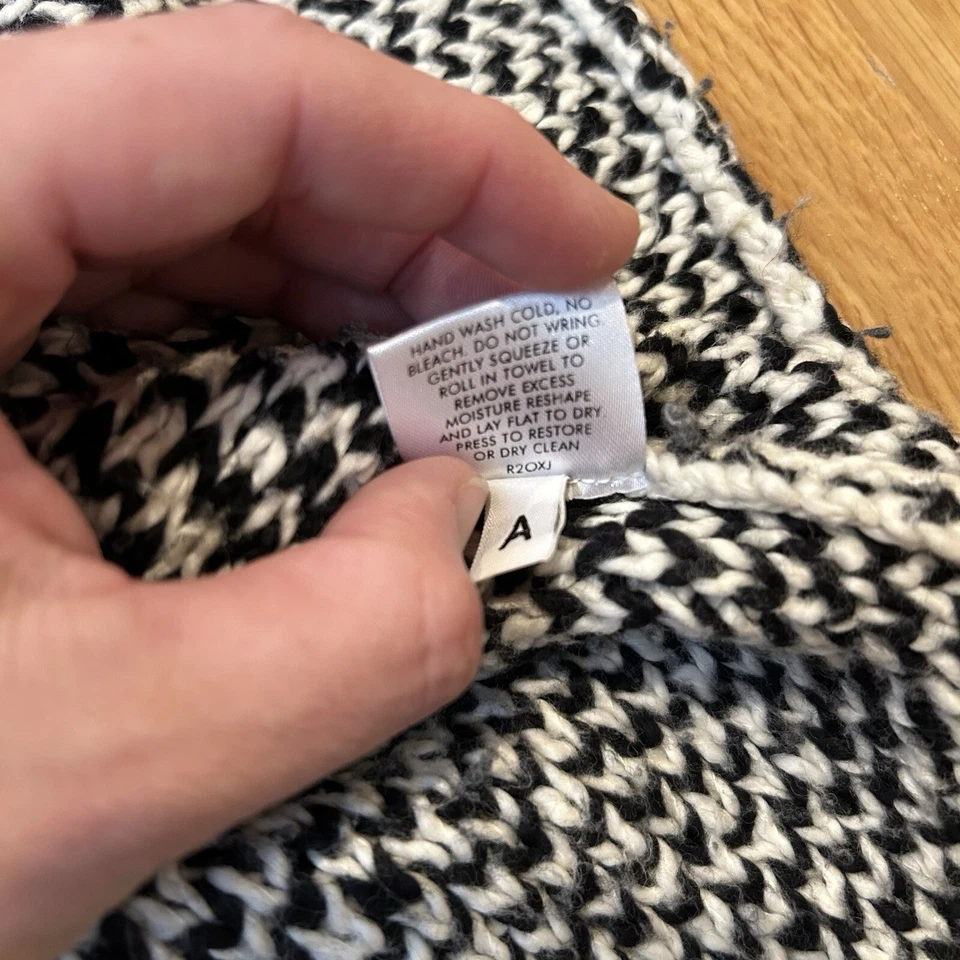 HAND WASH COLD, NO
BLEACH. DO NOT WRING
GENTLY SQUEEZE OR
ROLL IN TOWEL TO
REMOVE EXCESS
MOISTURE RESHAPE
AND LAY FLAT TO DRY.
PRESS TO RESTORE
OR DRY CLEAN
R2OXJ
A